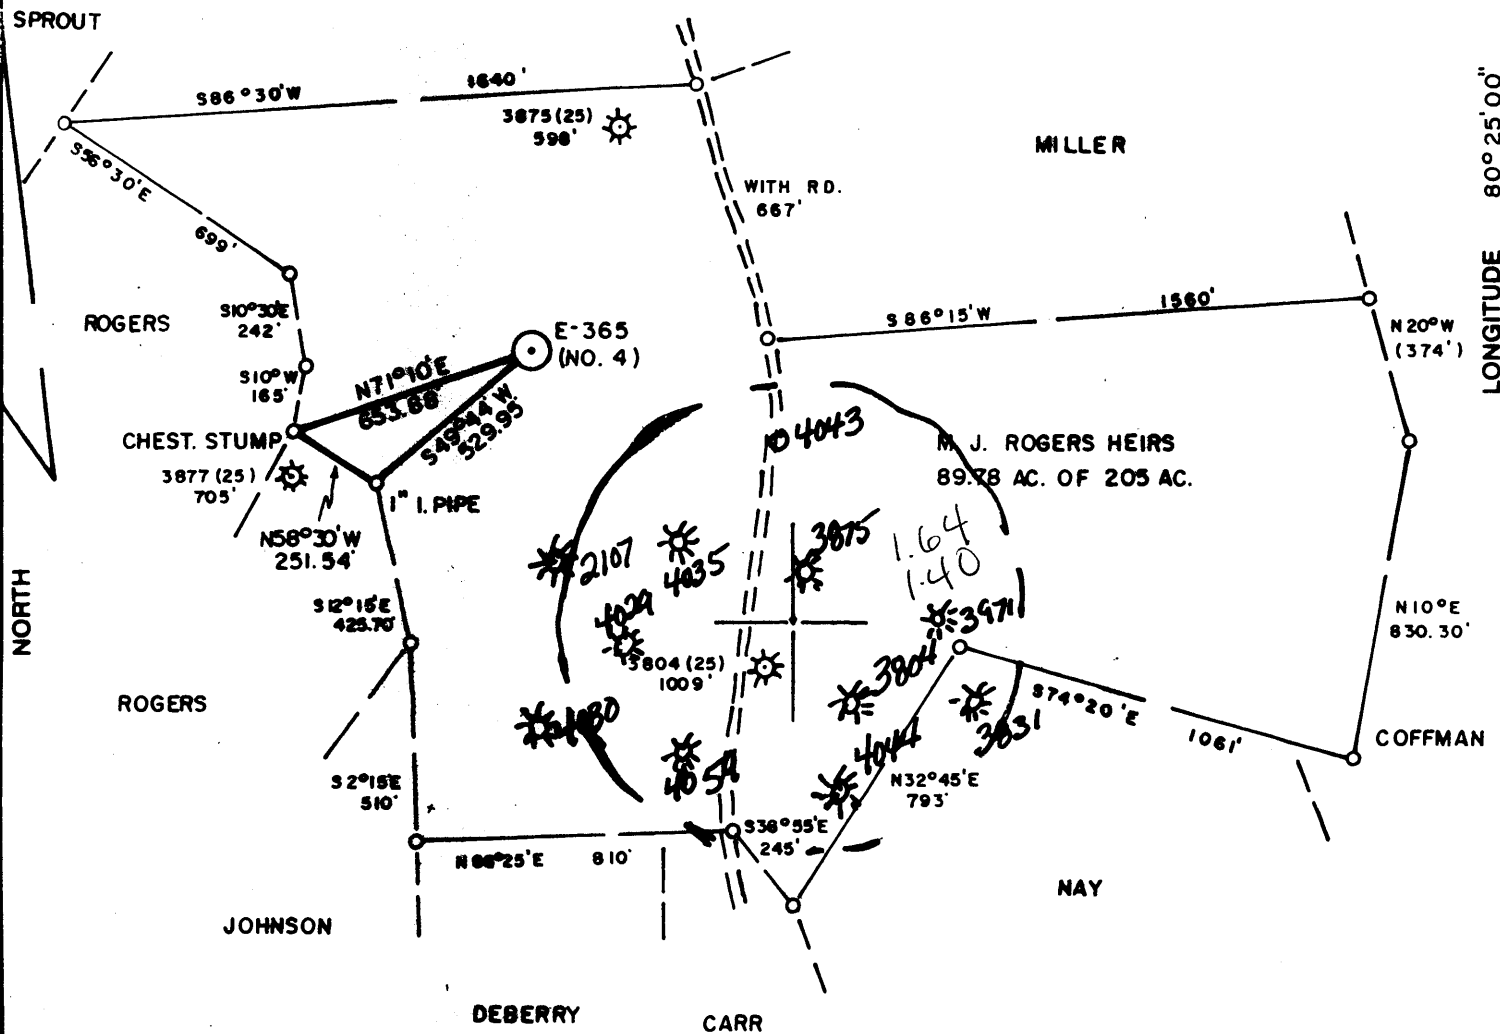 SPROUT
S86°30'W
1640'
3875 (25)
598'
MILLER
LONGITUDE 80° 25' 00"
S56°30'E
699'
WITH RD.
667'
ROGERS
S10°30'E
242'
S10°W
165'
E-365
(NO. 4)
S86°15'W
1560'
N20°W
(374')
N71°10'E
653.88'
S49°44'W
529.95'
CHEST. STUMP
3877 (25)
705'
1" I. PIPE
N58°30'W
251.54'
4043
M. J. ROGERS HEIRS
89.78 AC. OF 205 AC.
3875
1.64
1.40
2107
4035
4029
3971
NORTH
S12°15'E
425.70'
N10°E
830.30'
3804 (25)
1009'
3804
3831
S74°20'E
1061'
ROGERS
COFFMAN
4044
4059
S2°15'E
510'
N32°45'E
793'
S38°55'E
245'
810'
NAY
JOHNSON
DEBERRY
CARR